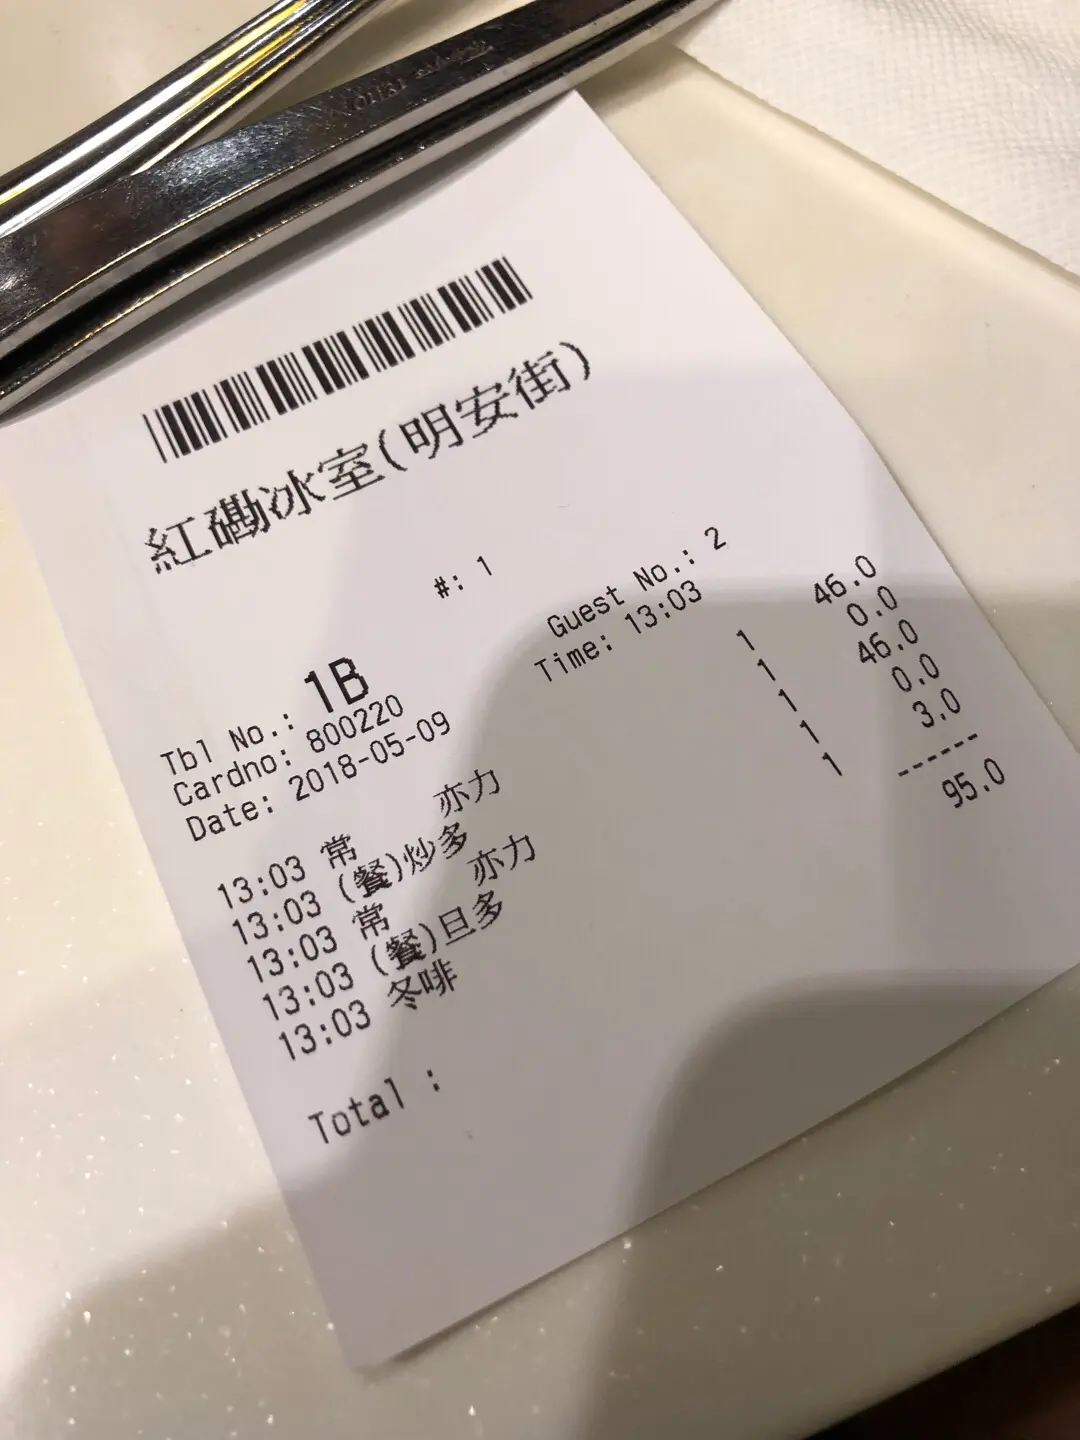 紅磡冰室(明安街)
#: 1
Tbl No.: 1B Guest No.: 2
Cardno: 800220 Time: 13:03
Date: 2018-05-09
13:03 常 亦力 1 46.0
13:03 (餐)炒多 1 0.0
13:03 常 亦力 1 46.0
13:03 (餐)旦多 1 0.0
13:03 冬啡 1 3.0
------
Total : 95.0